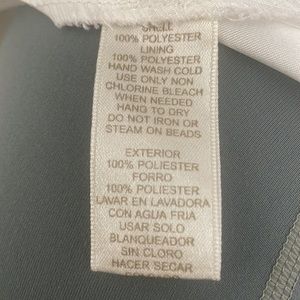 SHELL
100% POLYESTER
LINING
100% POLYESTER
HAND WASH COLD
USE ONLY NON
CHLORINE BLEACH
WHEN NEEDED
HANG TO DRY
DO NOT IRON OR
STEAM ON BEADS
EXTERIOR
100% POLIESTER
FORRO
100% POLIESTER
LAVAR EN LAVADORA
CON AGUA FRIA
USAR SOLO
BLANQUEADOR
SIN CLORO
HACER SECAR